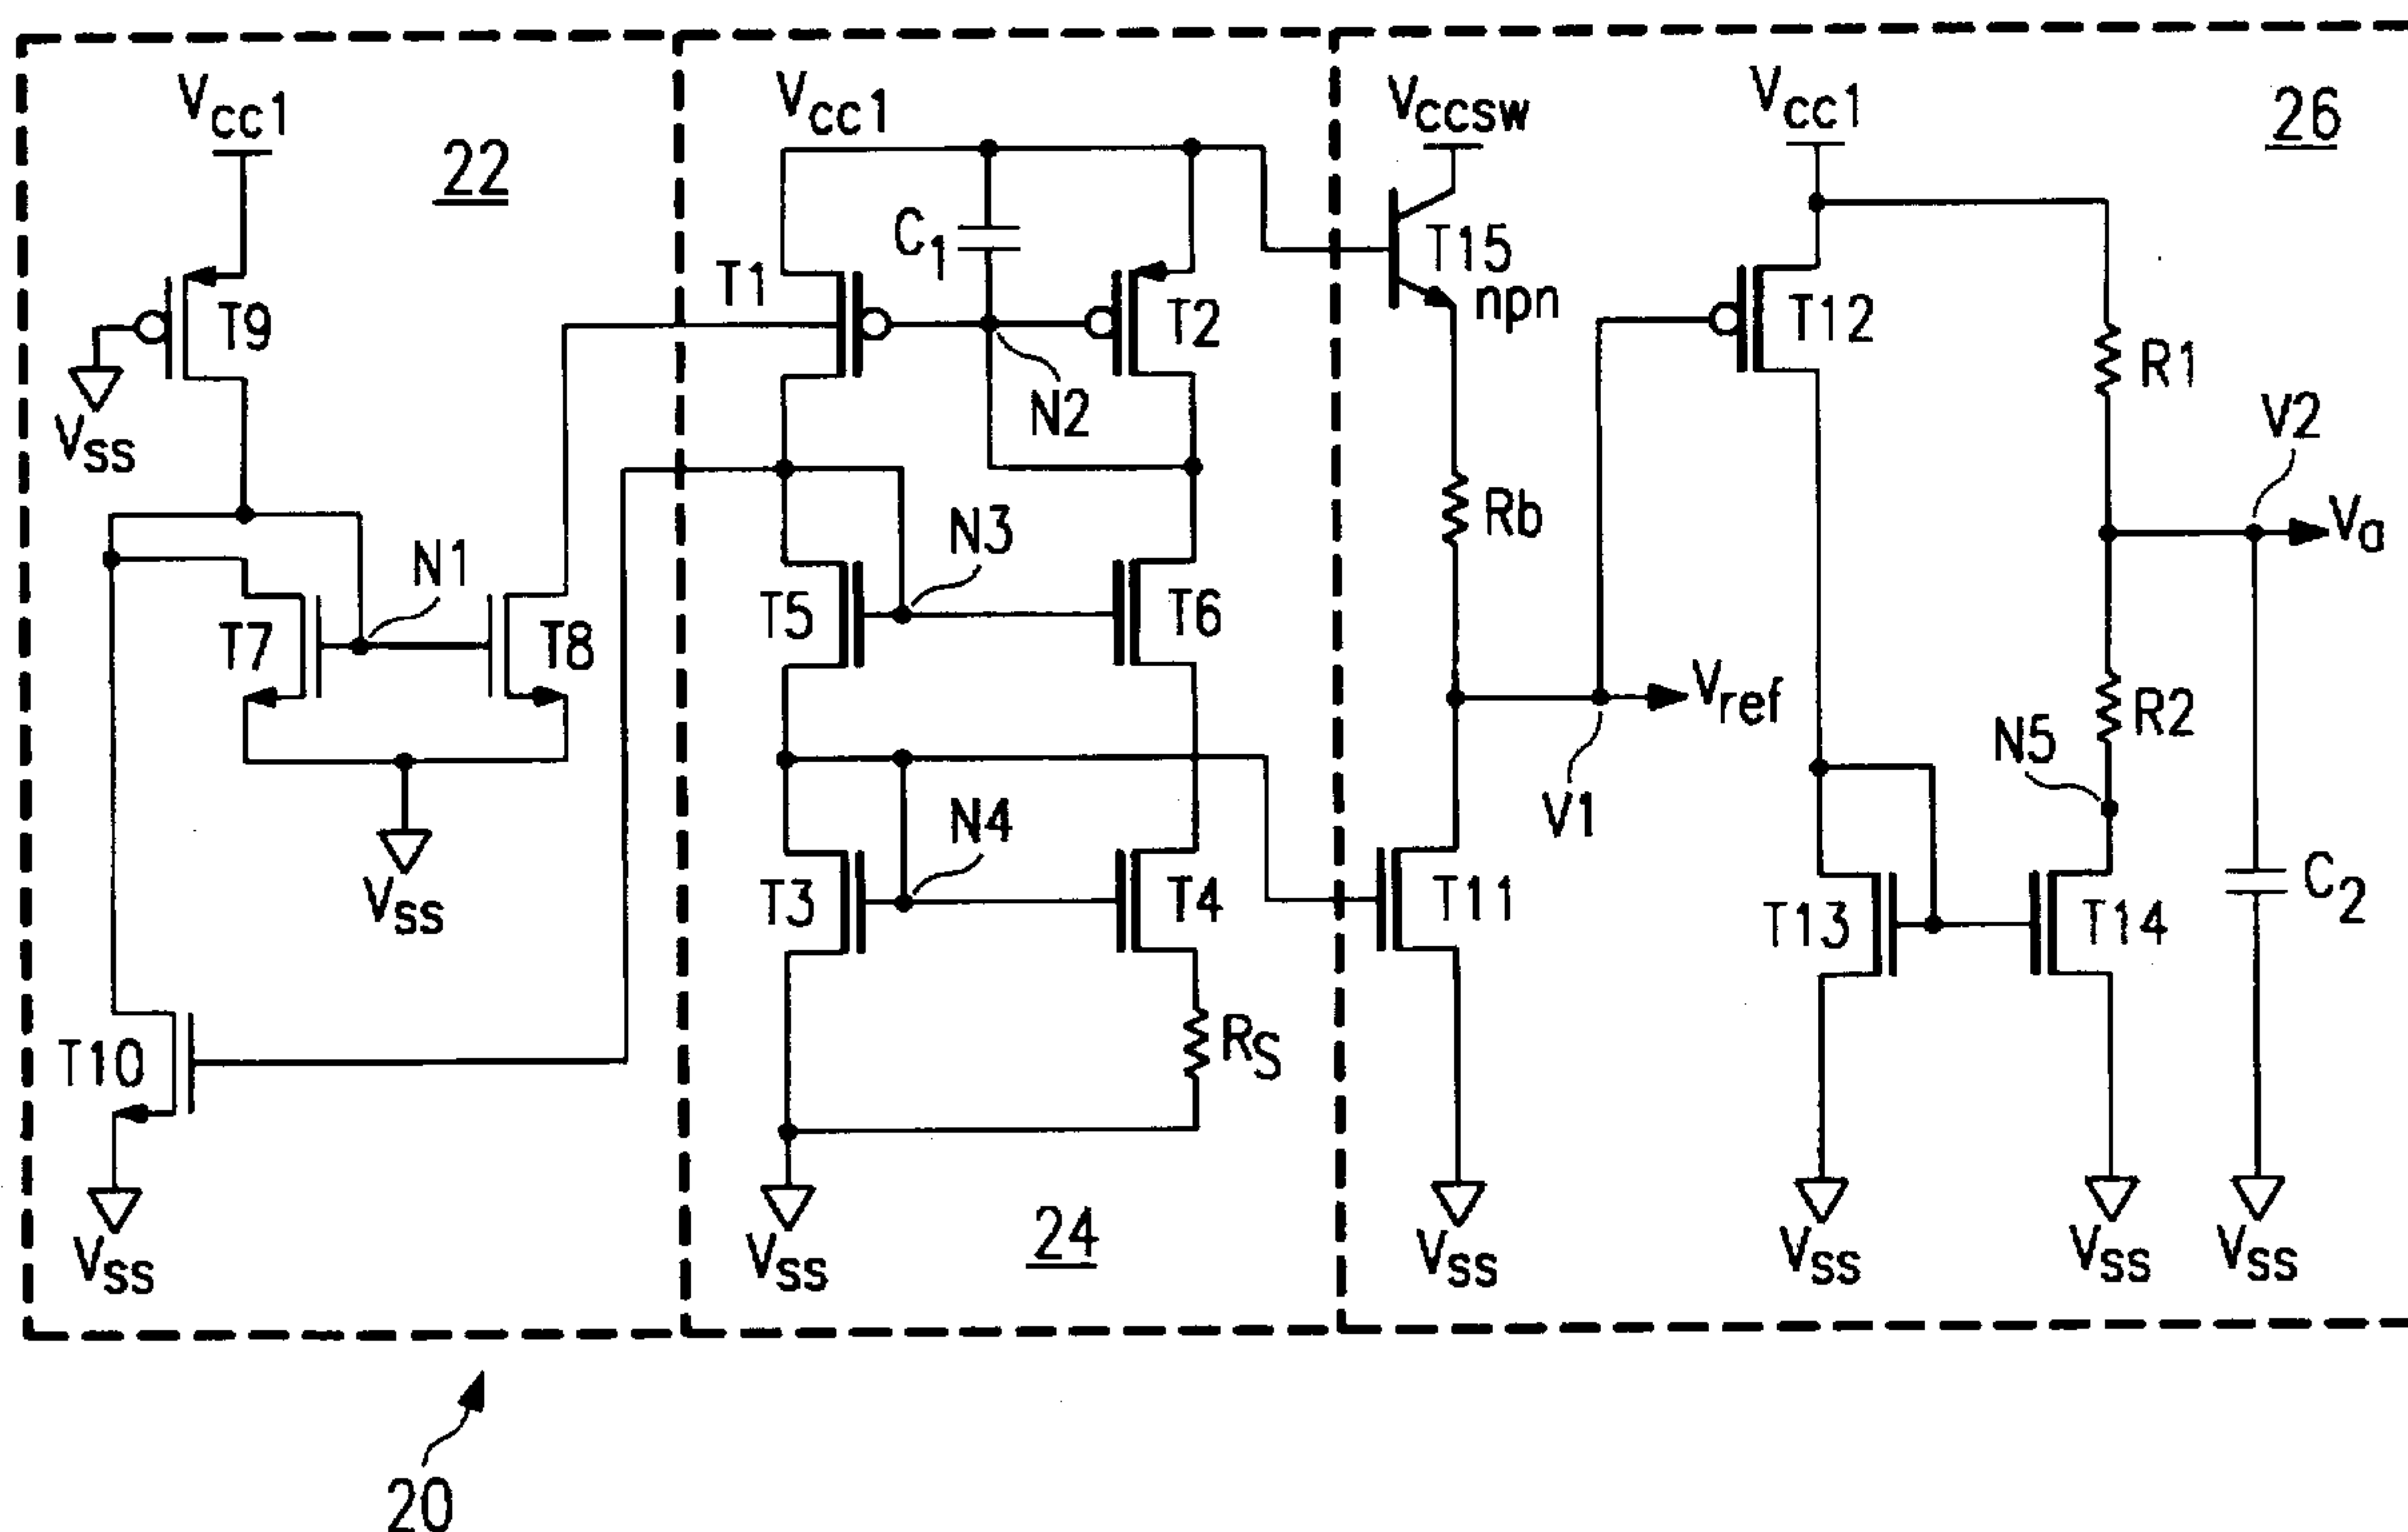 Vcc1
22
T9
Vss
N1
T7
T8
Vss
T10
Vss
Vcc1
C1
T1
T2
N2
N3
T5
T6
N4
T3
T4
RS
Vss
24
Vccsw
T15
npn
Rb
Vref
V1
T11
Vss
Vcc1
26
T12
R1
V2
Va
R2
N5
T13
T14
C2
Vss
Vss
Vss
20